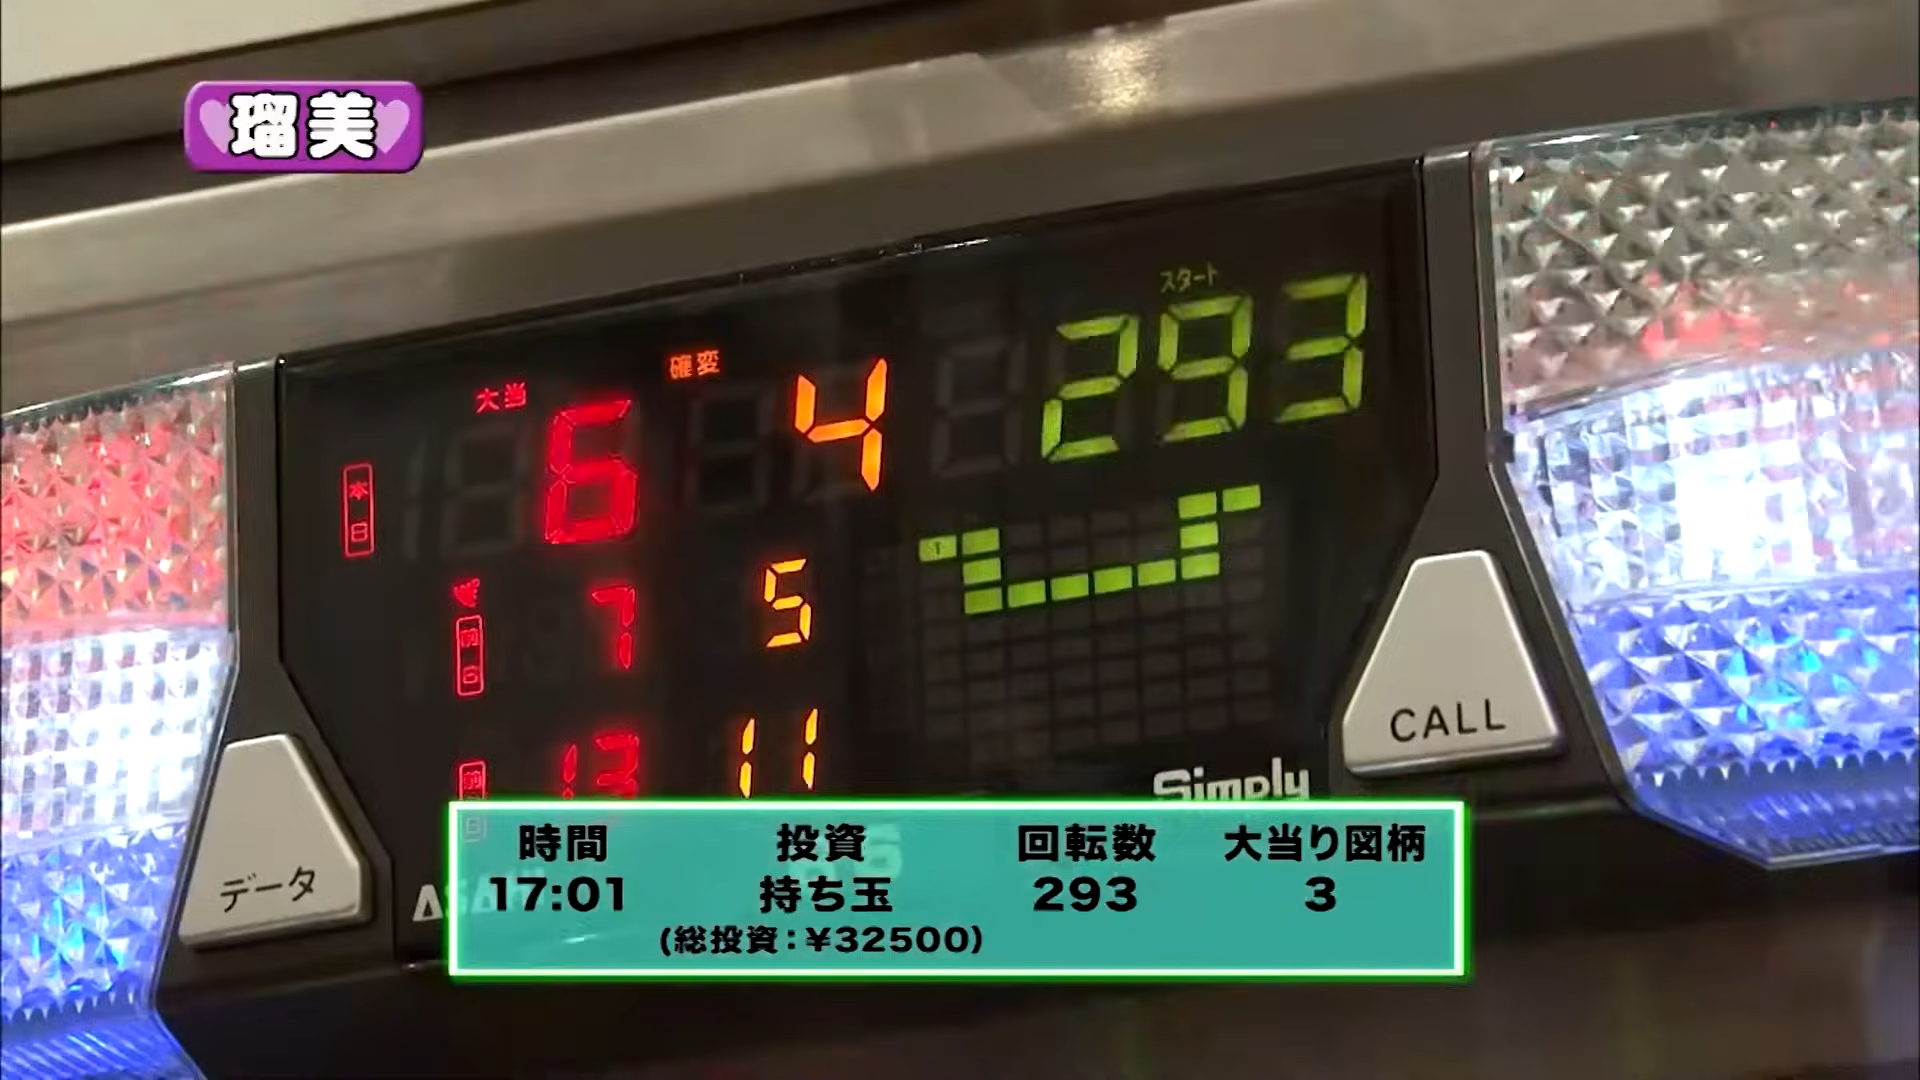 瑠美
スタート
293
確変
4
大当
6
本日
7
5
前日
13
11
Simply
CALL
データ
時間 投資 回転数 大当り図柄
17:01 持ち玉 293 3
(総投資:¥32500)